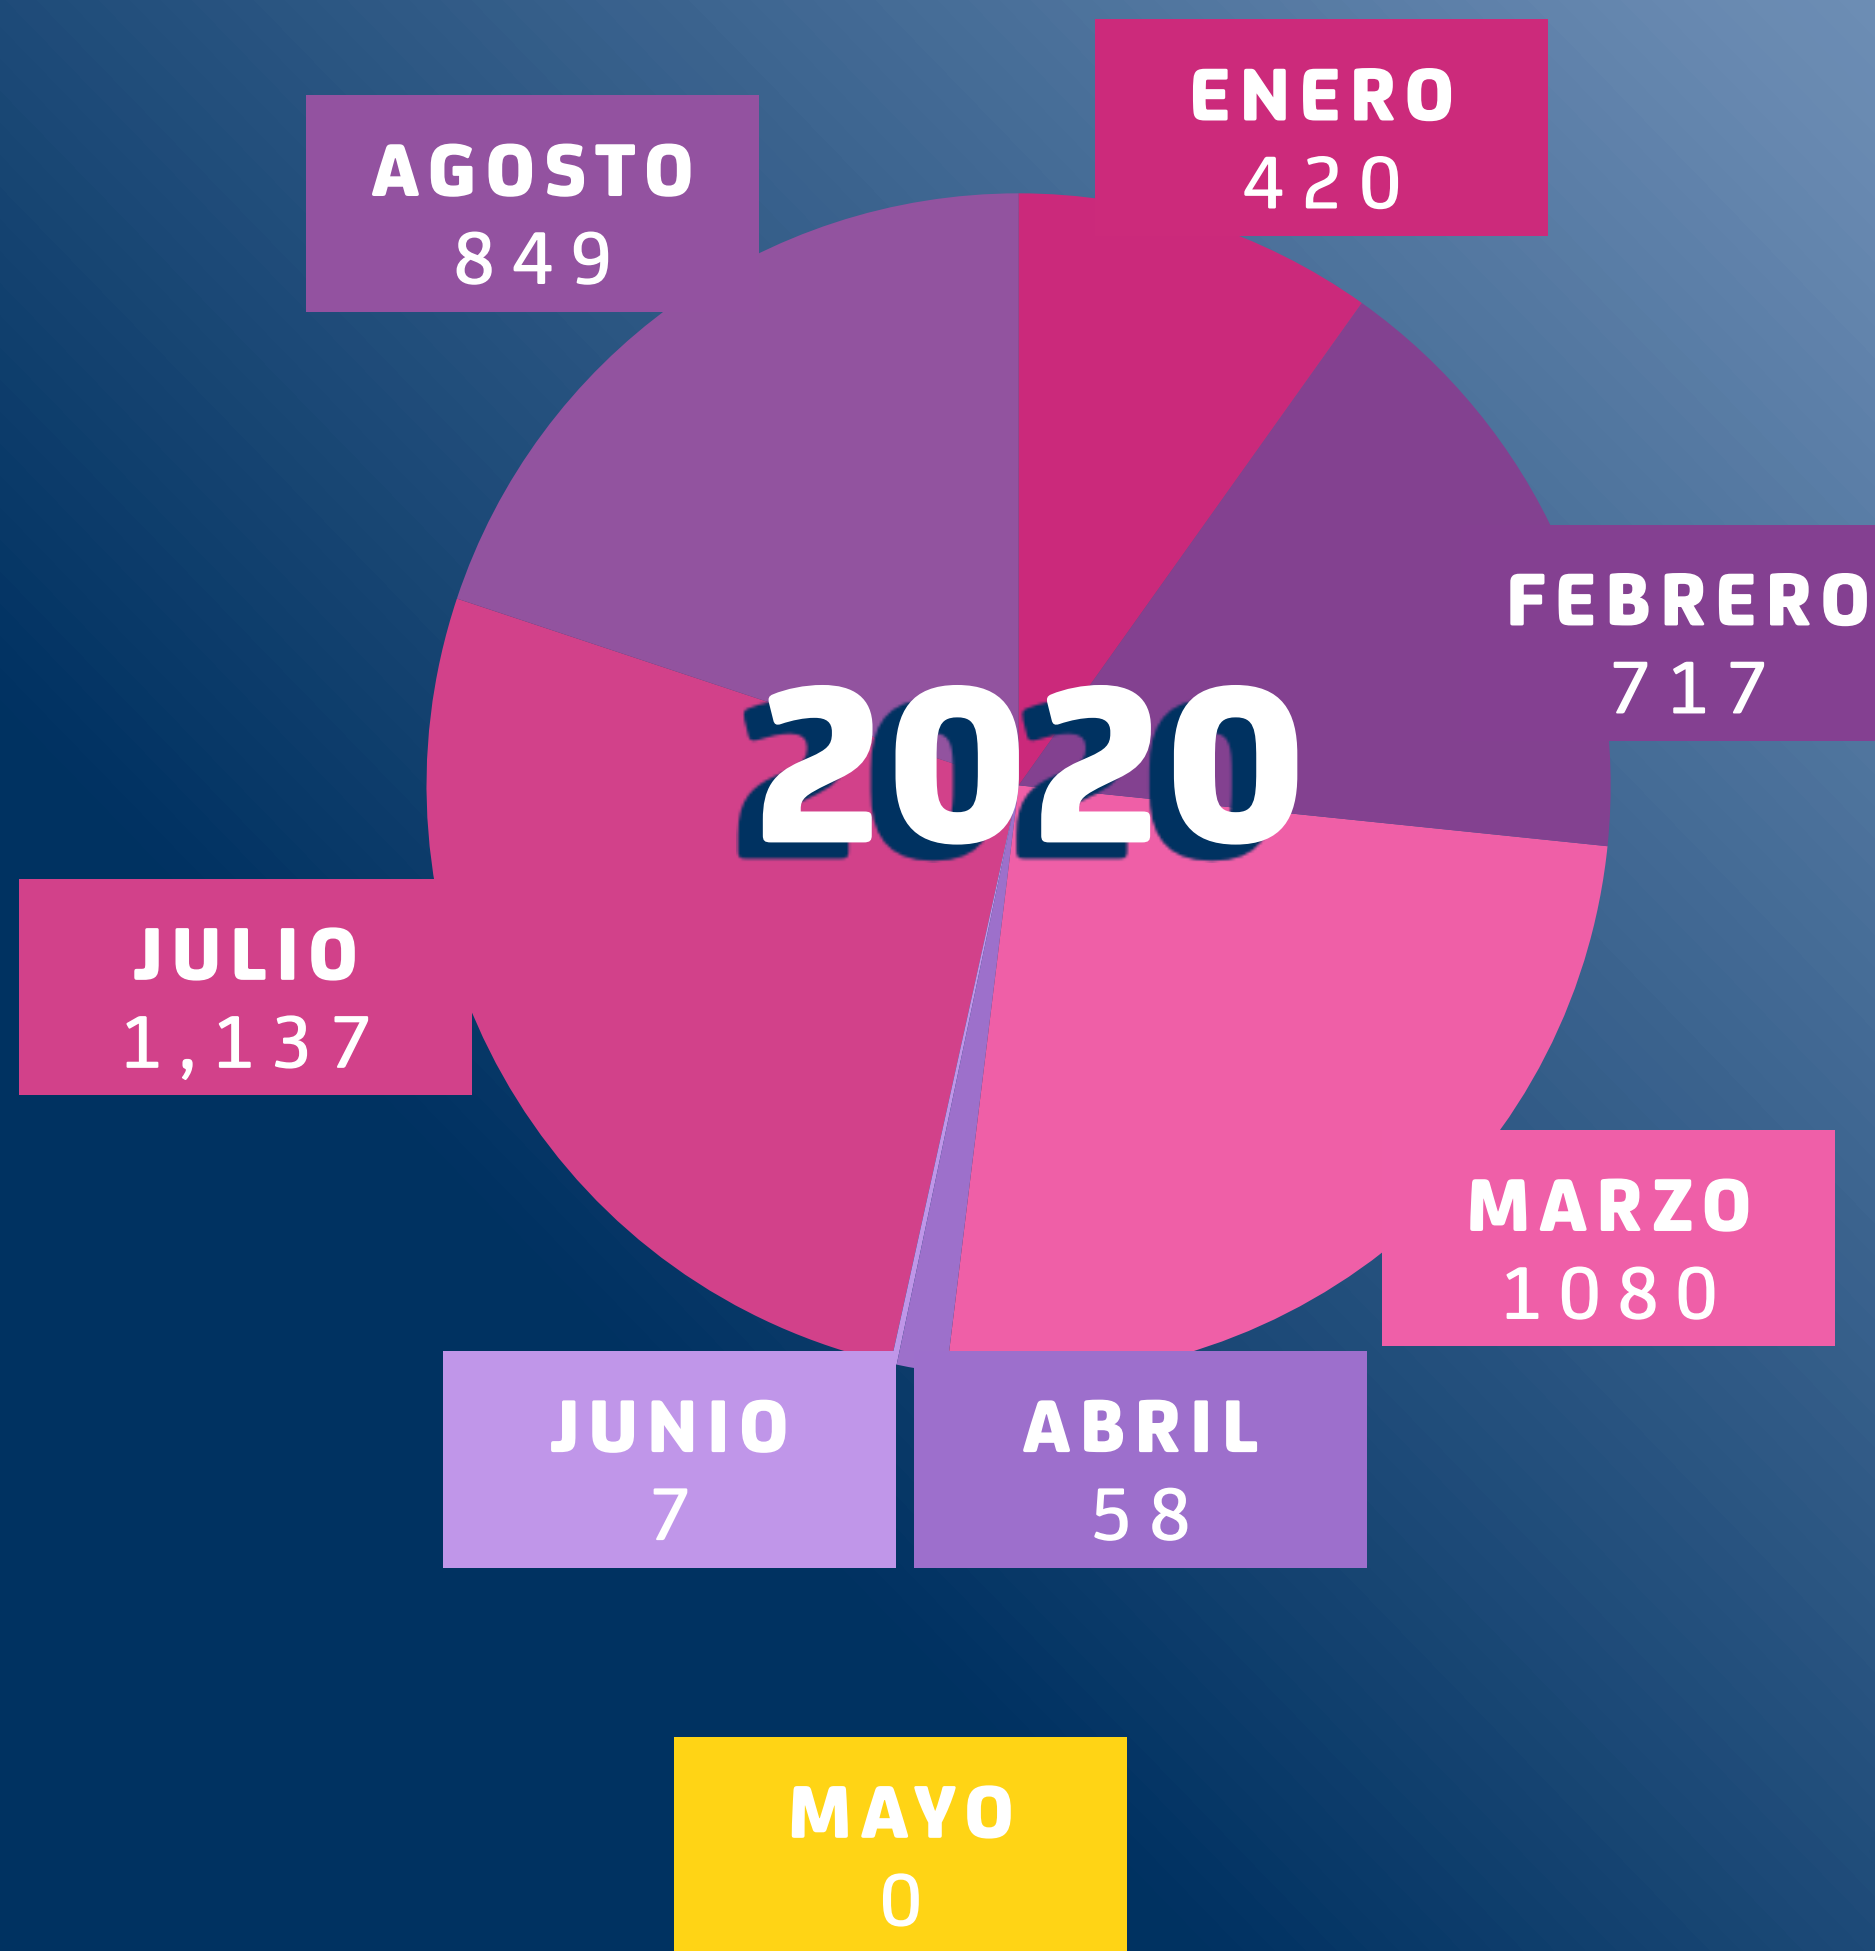 ENERO
420
AGOSTO
849
FEBRERO
717
2020
JULIO
1,137
MARZO
1080
JUNIO
7
ABRIL
58
MAYO
0